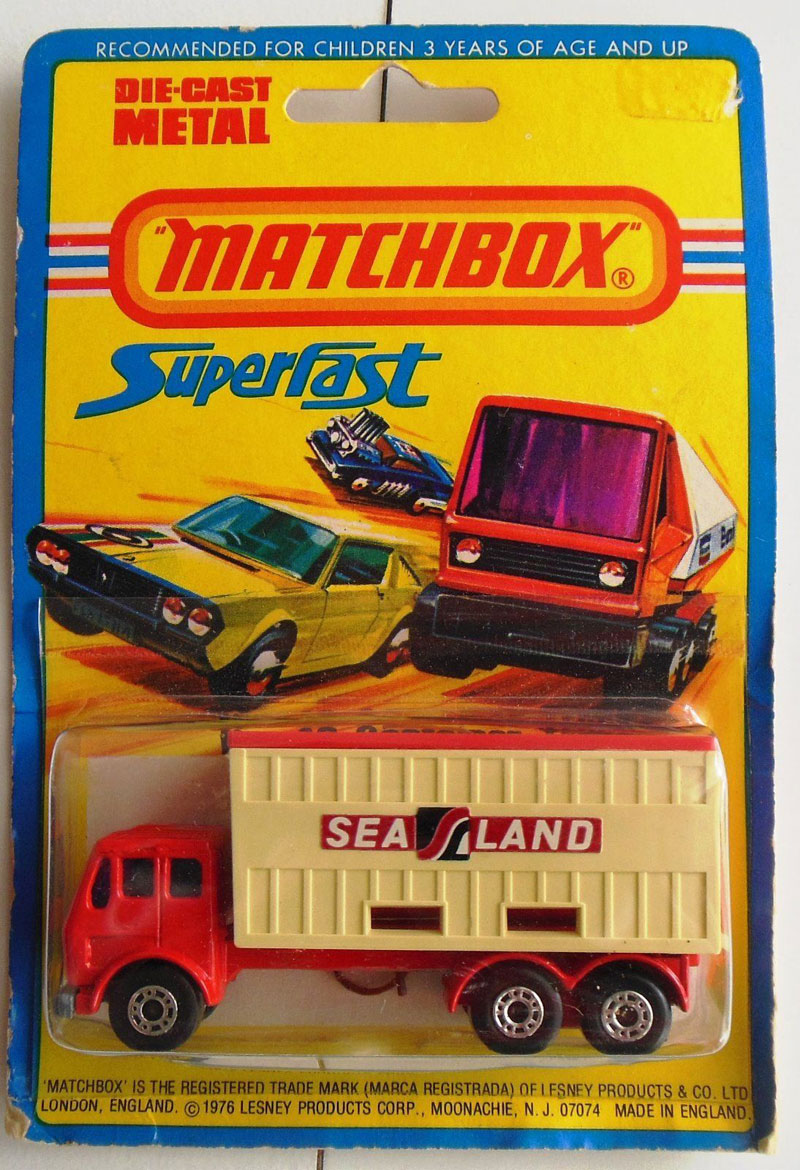 RECOMMENDED FOR CHILDREN 3 YEARS OF AGE AND UP
DIE-CAST
METAL
"MATCHBOX"®
Superfast
SEA LAND
'MATCHBOX' IS THE REGISTERED TRADE MARK (MARCA REGISTRADA) OF LESNEY PRODUCTS & CO. LTD
LONDON, ENGLAND. © 1976 LESNEY PRODUCTS CORP., MOONACHIE, N. J. 07074 MADE IN ENGLAND.